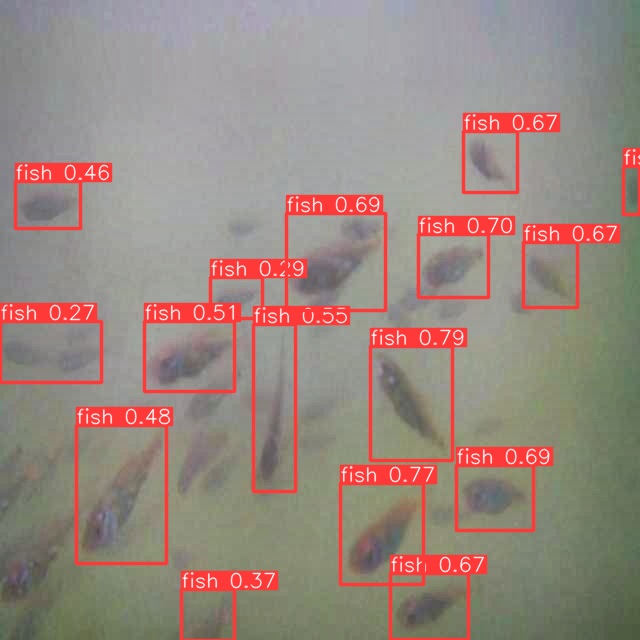 fish 0.67
fis
fish 0.46
fish 0.69
fish 0.70
fish 0.67
fish 0.29
fish 0.27
fish 0.51
fish 0.55
fish 0.79
fish 0.48
fish 0.69
fish 0.77
fish 0.67
fish 0.37